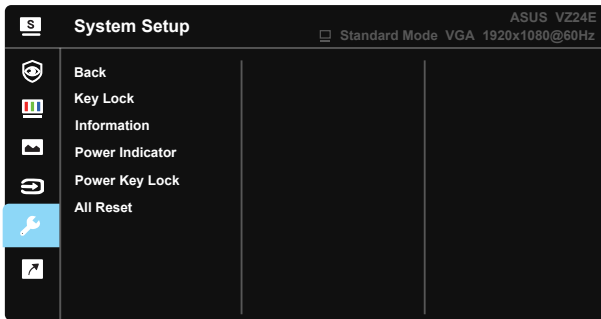 S
System Setup
ASUS VZ24E
Standard Mode VGA 1920x1080@60Hz
Back
Key Lock
Information
Power Indicator
Power Key Lock
All Reset